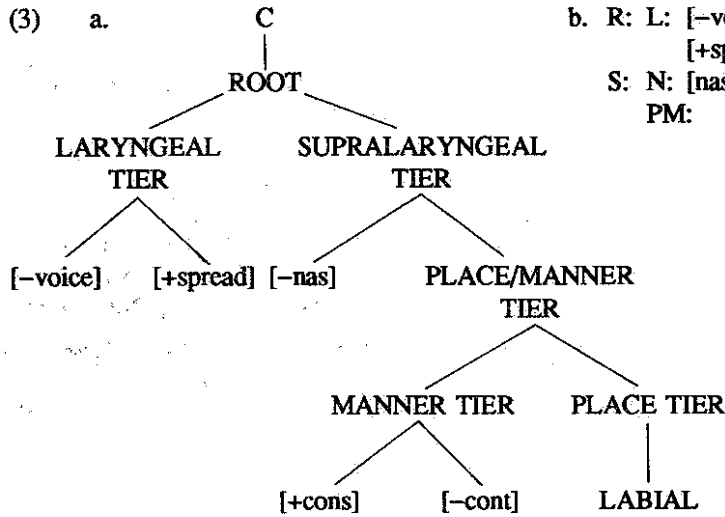 (3) a. C b. R: L: [–vo
ROOT [+sp
S: N: [nas
PM:
LARYNGEAL SUPRALARYNGEAL
TIER TIER
[–voice] [+spread] [–nas] PLACE/MANNER
TIER
MANNER TIER PLACE TIER
[+cons] [–cont] LABIAL